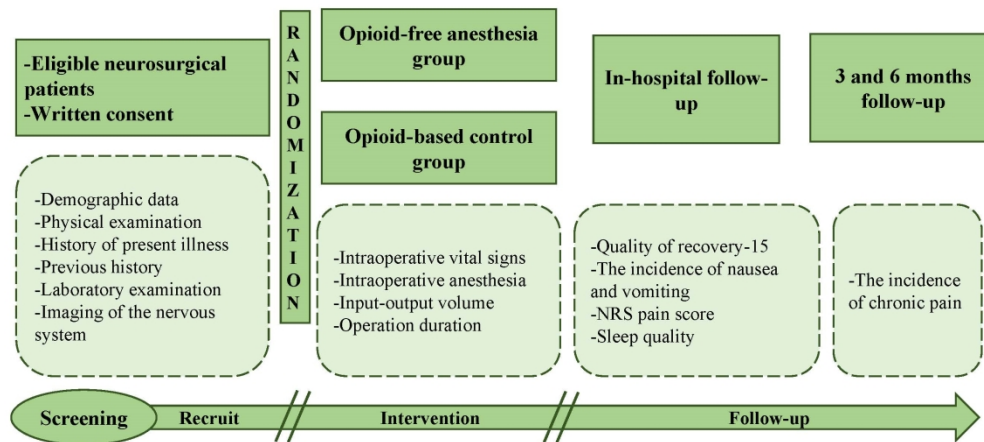 -Eligible neurosurgical
patients
-Written consent
-Demographic data
-Physical examination
-History of present illness
-Previous history
-Laboratory examination
-Imaging of the nervous
system
RANDOMIZATION
Opioid-free anesthesia
group
Opioid-based control
group
-Intraoperative vital signs
-Intraoperative anesthesia
-Input-output volume
-Operation duration
In-hospital follow-
up
-Quality of recovery-15
-The incidence of nausea
and vomiting
-NRS pain score
-Sleep quality
3 and 6 months
follow-up
-The incidence
of chronic pain
Screening
Recruit
Intervention
Follow-up